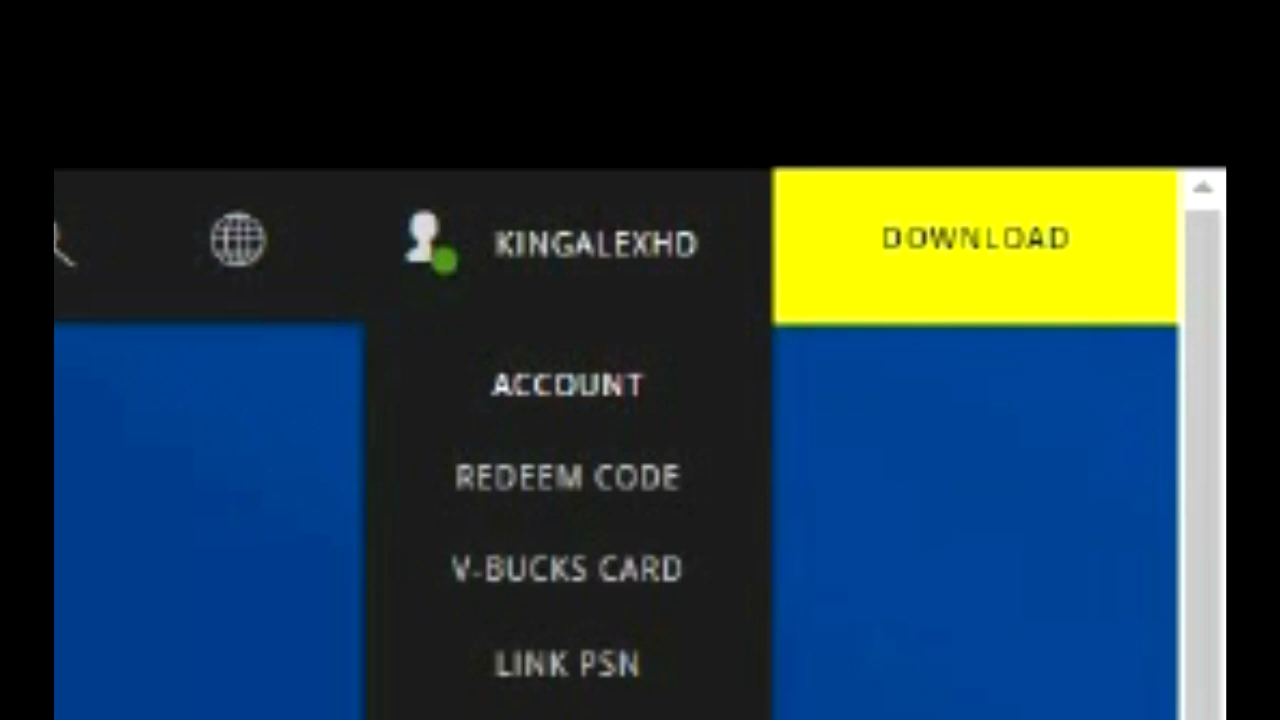 KINGALEXHD
DOWNLOAD
ACCOUNT
REDEEM CODE
V-BUCKS CARD
LINK PSN